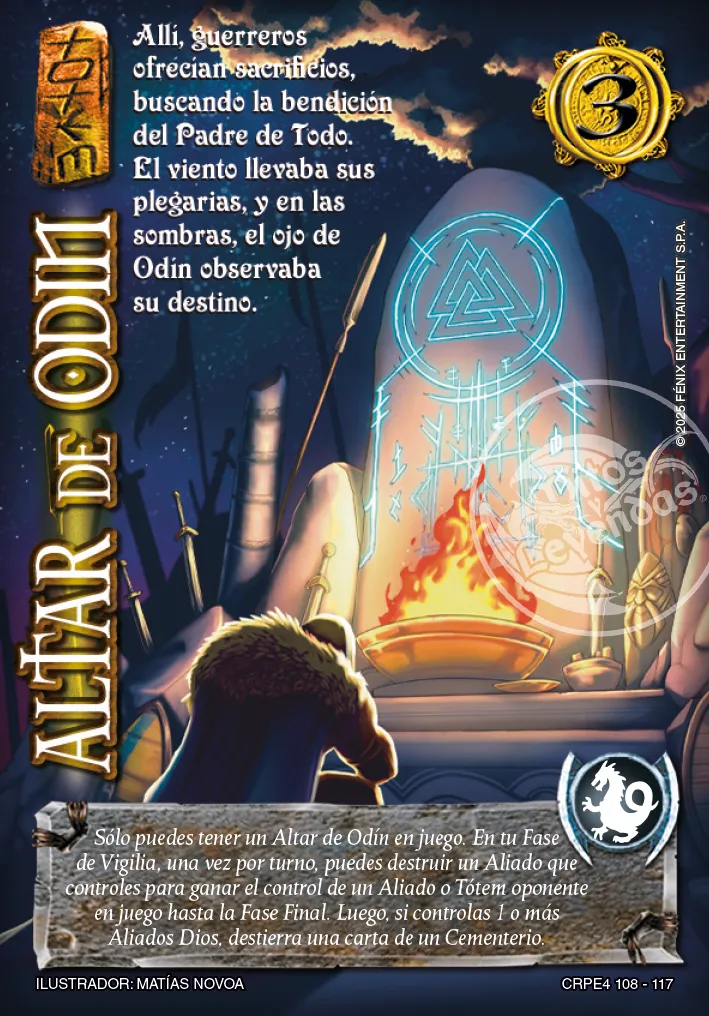 Allí, guerreros
ofrecían sacrificios,
buscando la bendición
del Padre de Todo.
El viento llevaba sus
plegarias, y en las
sombras, el ojo de
Odín observaba
su destino.
3
ALTAR DE ODIN
© 2025 FÉNIX ENTERTAINMENT S.P.A.
Mitos
y
Leyendas®
Sólo puedes tener un Altar de Odín en juego. En tu Fase
de Vigilia, una vez por turno, puedes destruir un Aliado que
controles para ganar el control de un Aliado o Tótem oponente
en juego hasta la Fase Final. Luego, si controlas 1 o más
Aliados Dios, destierra una carta de un Cementerio.
ILUSTRADOR: MATÍAS NOVOA
CRPE4 108 - 117